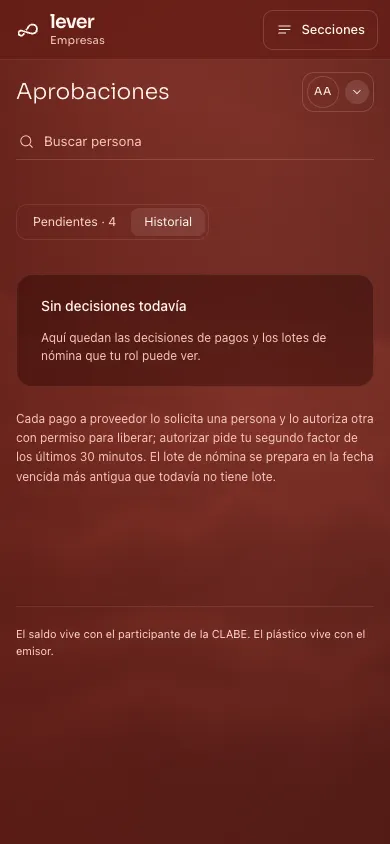 lever
Empresas
Secciones
Aprobaciones
AA
Buscar persona
Pendientes · 4
Historial
Sin decisiones todavía
Aquí quedan las decisiones de pagos y los lotes de
nómina que tu rol puede ver.
Cada pago a proveedor lo solicita una persona y lo autoriza otra
con permiso para liberar; autorizar pide tu segundo factor de
los últimos 30 minutos. El lote de nómina se prepara en la fecha
vencida más antigua que todavía no tiene lote.
El saldo vive con el participante de la CLABE. El plástico vive con el
emisor.